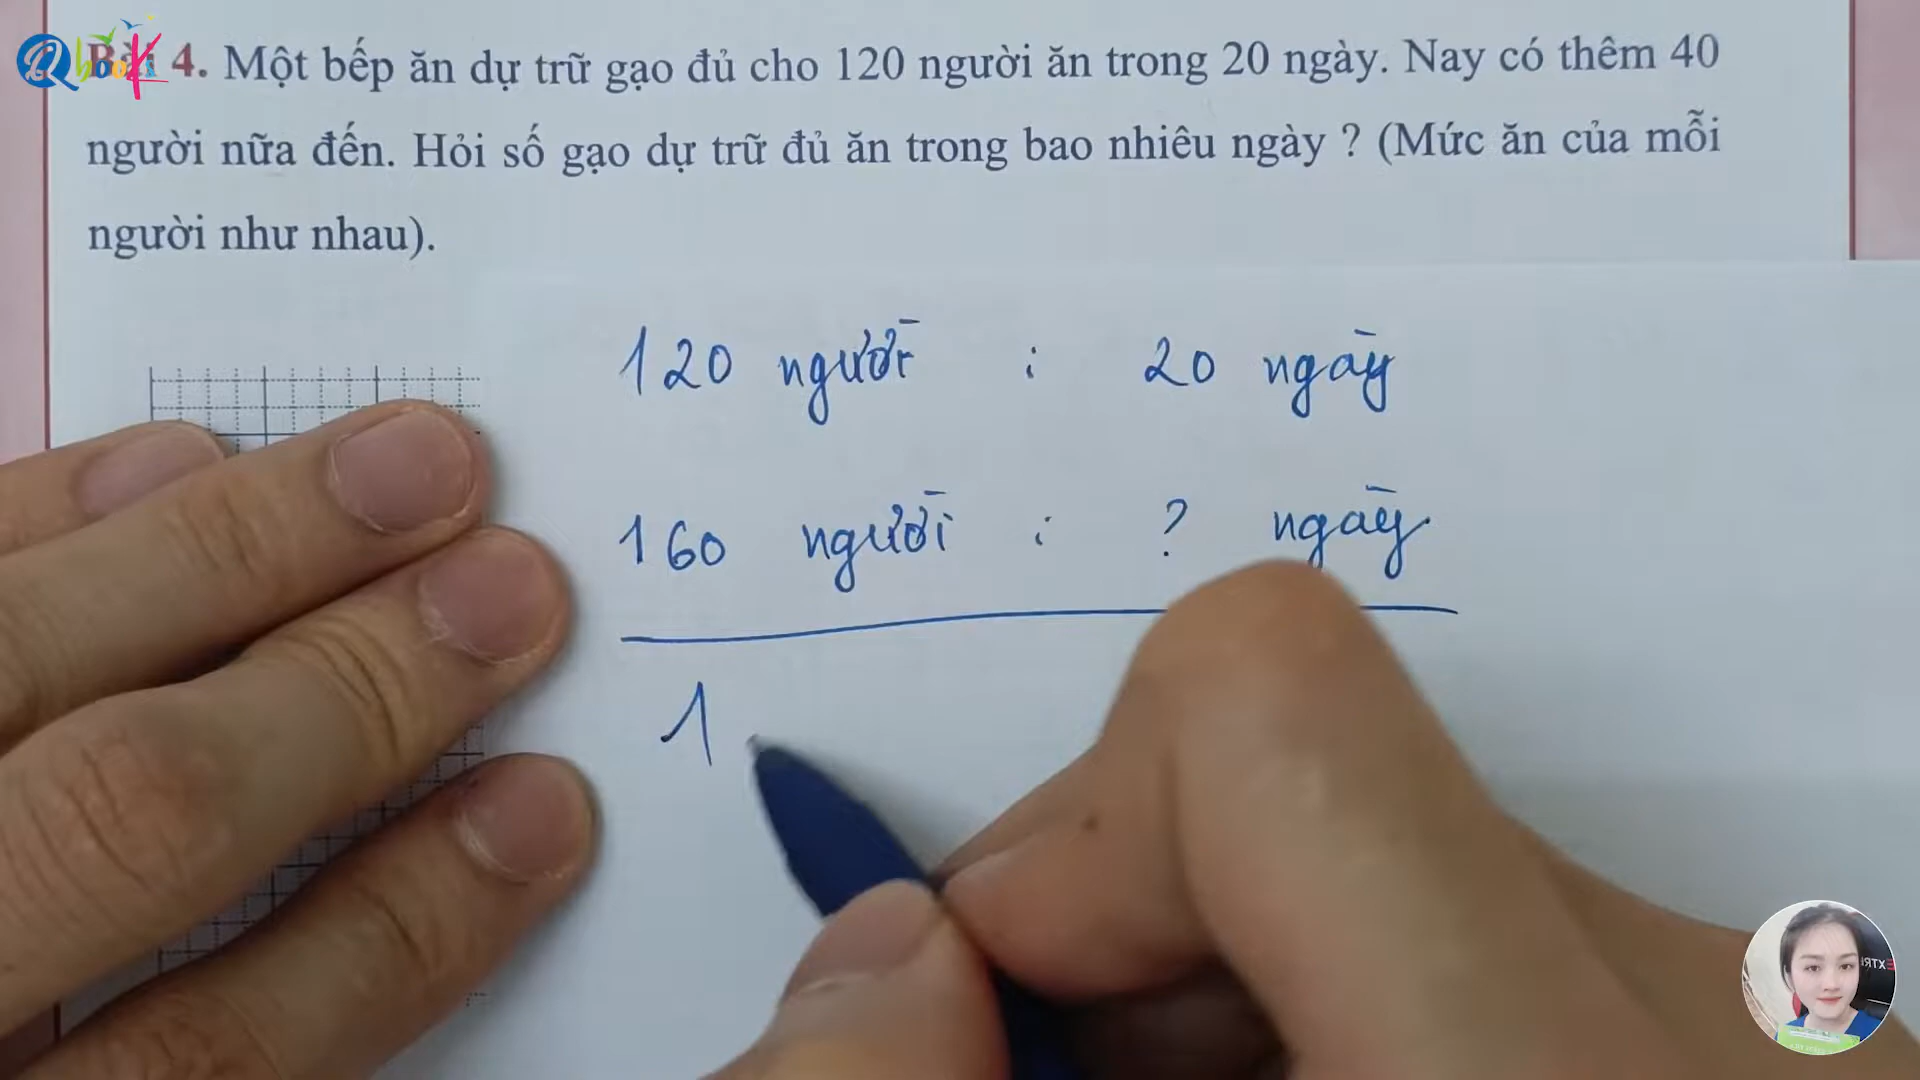 Qbooki
Bài 4. Một bếp ăn dự trữ gạo đủ cho 120 người ăn trong 20 ngày. Nay có thêm 40
người nữa đến. Hỏi số gạo dự trữ đủ ăn trong bao nhiêu ngày ? (Mức ăn của mỗi
người như nhau).
120 người : 20 ngày
160 người : ? ngày
1